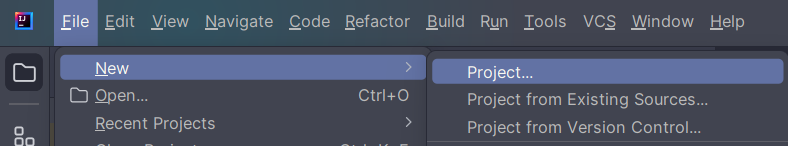 File Edit View Navigate Code Refactor Build Run Tools VCS Window Help
New Project...
Open... Ctrl+O Project from Existing Sources...
Recent Projects Project from Version Control...